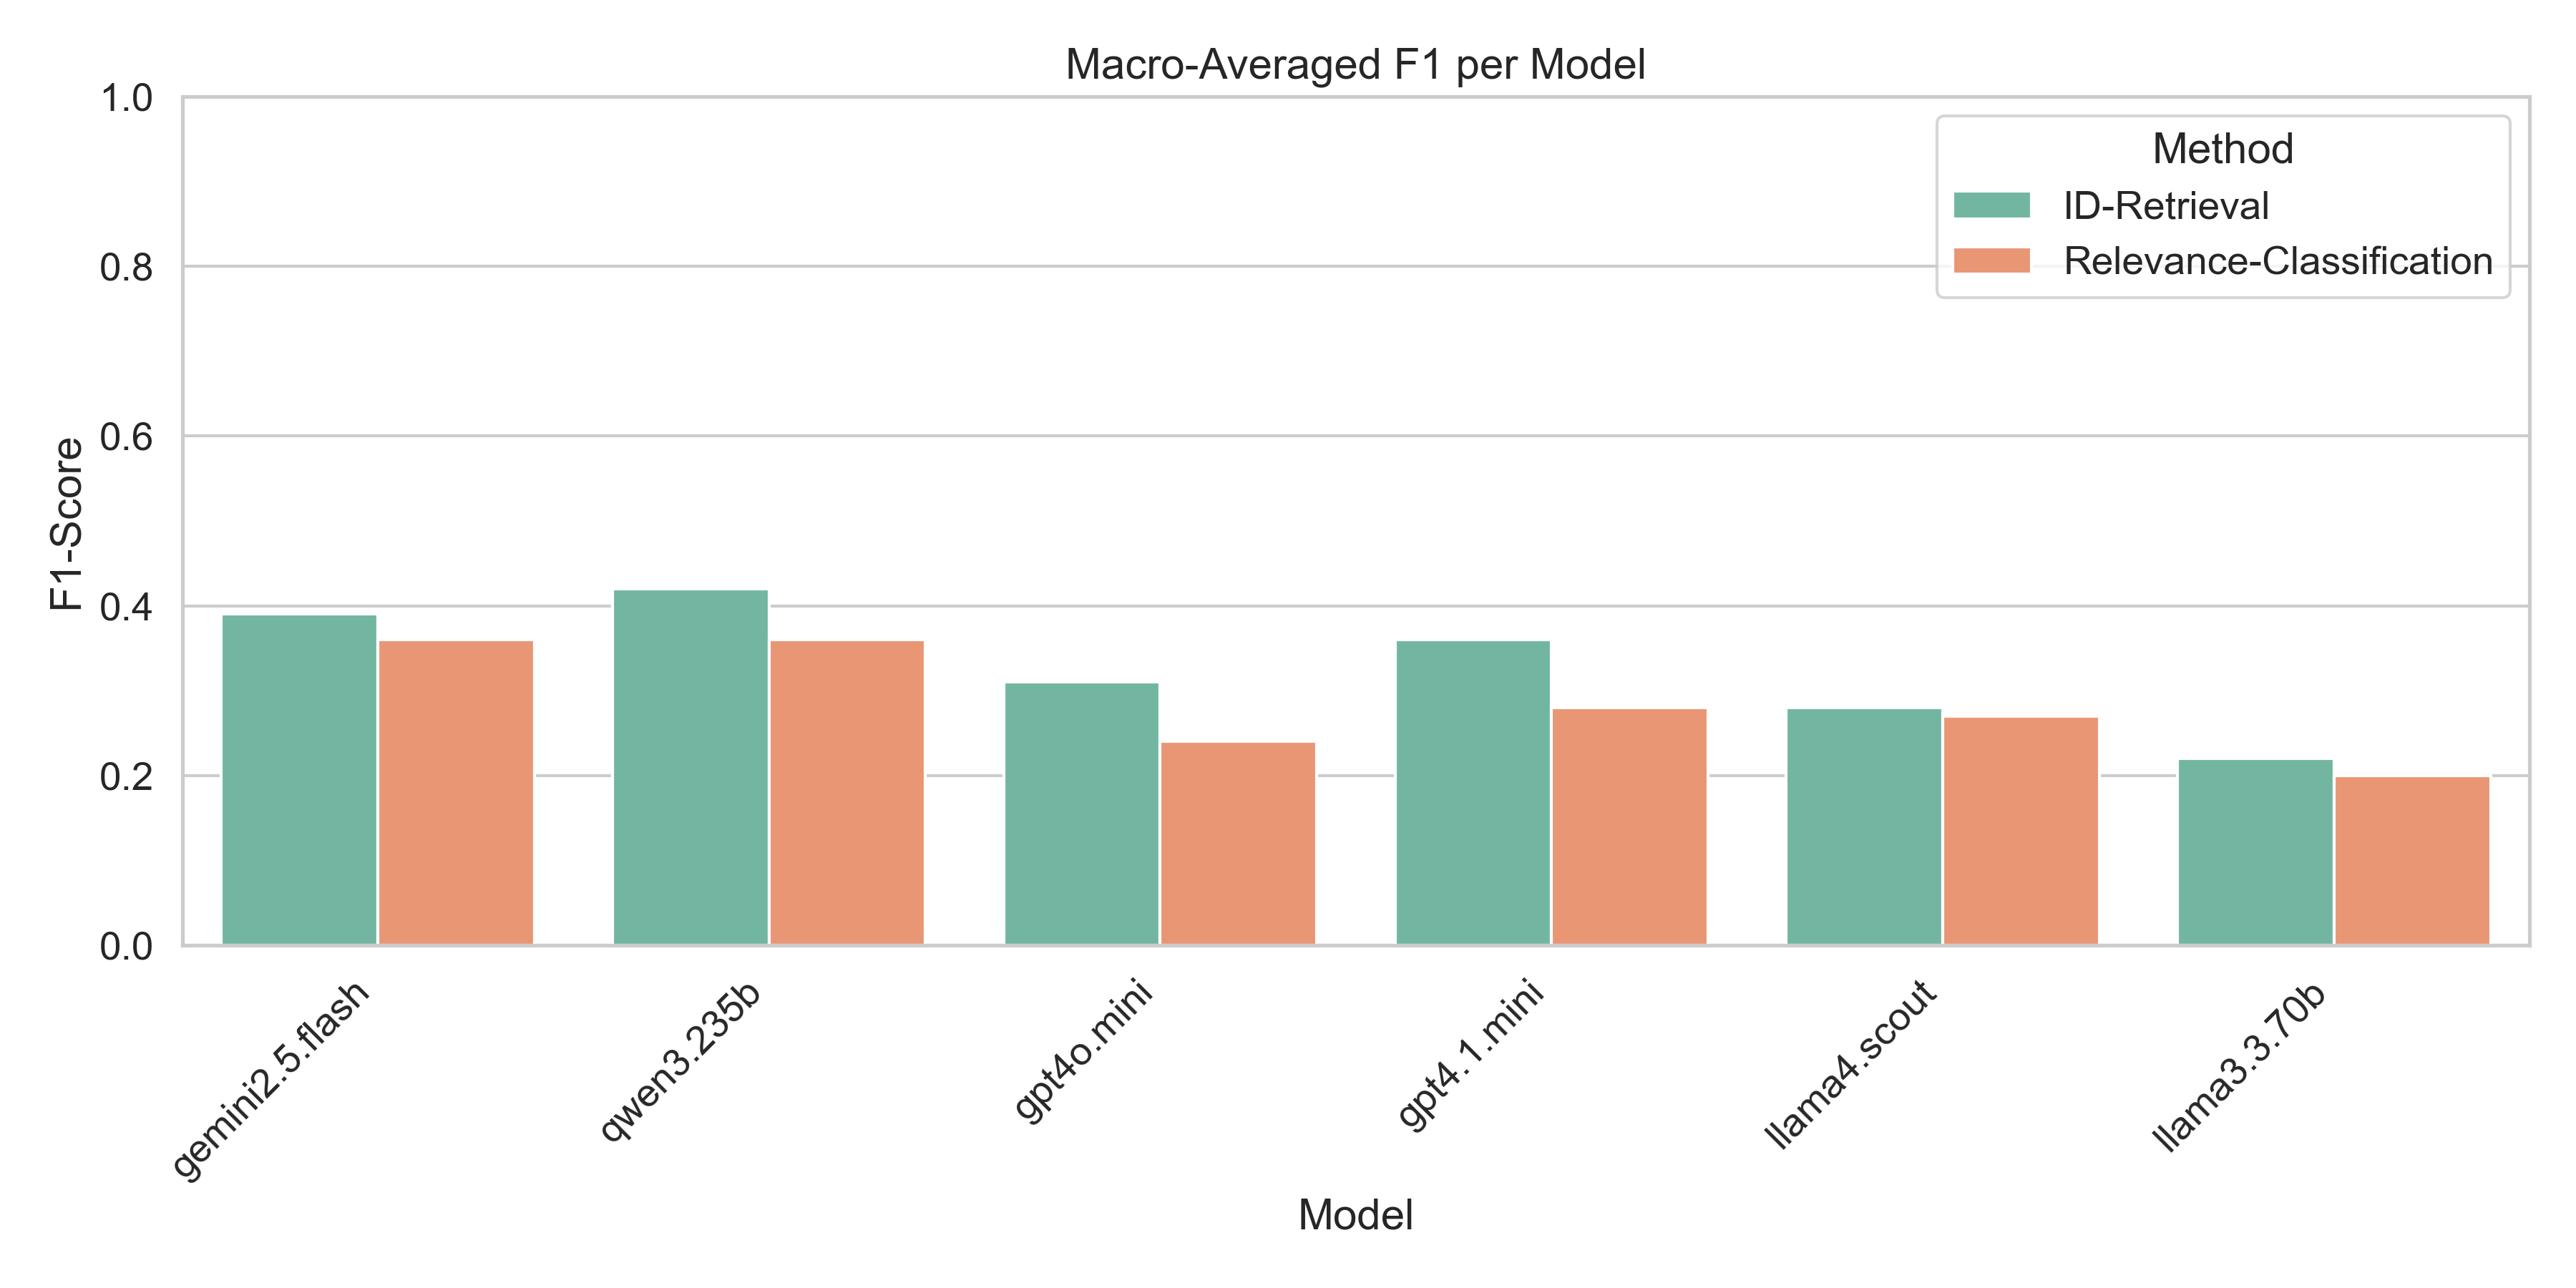 Macro-Averaged F1 per Model
1.0
0.8
0.6
0.4
0.2
0.0
F1-Score
Method
ID-Retrieval
Relevance-Classification
gemini2.5.flash
qwen3.235b
gpt4o.mini
gpt4.1.mini
llama4.scout
llama3.3.70b
Model